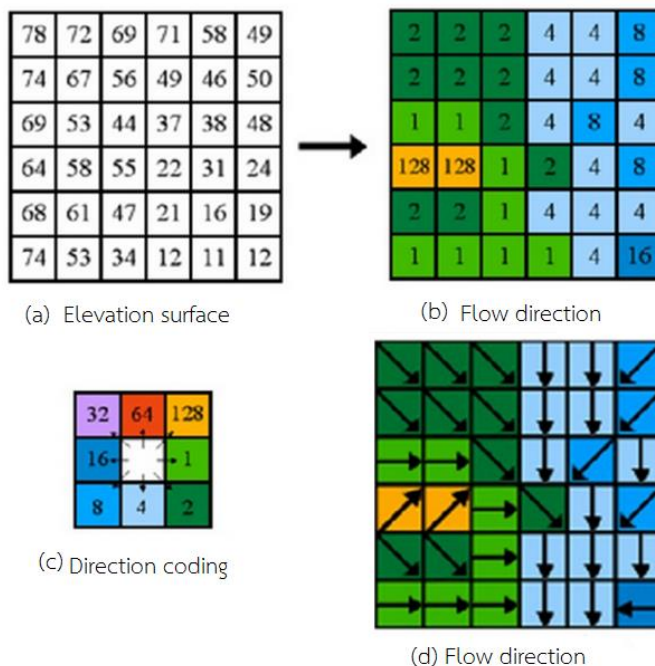 78 72 69 71 58 49
74 67 56 49 46 50
69 53 44 37 38 48
64 58 55 22 31 24
68 61 47 21 16 19
74 53 34 12 11 12
(a) Elevation surface
2 2 2 4 4 8
2 2 2 4 4 8
1 1 2 4 8 4
128 128 1 2 4 8
2 2 1 4 4 4
1 1 1 1 4 16
(b) Flow direction
32 64 128
16 1
8 4 2
(c) Direction coding
(d) Flow direction